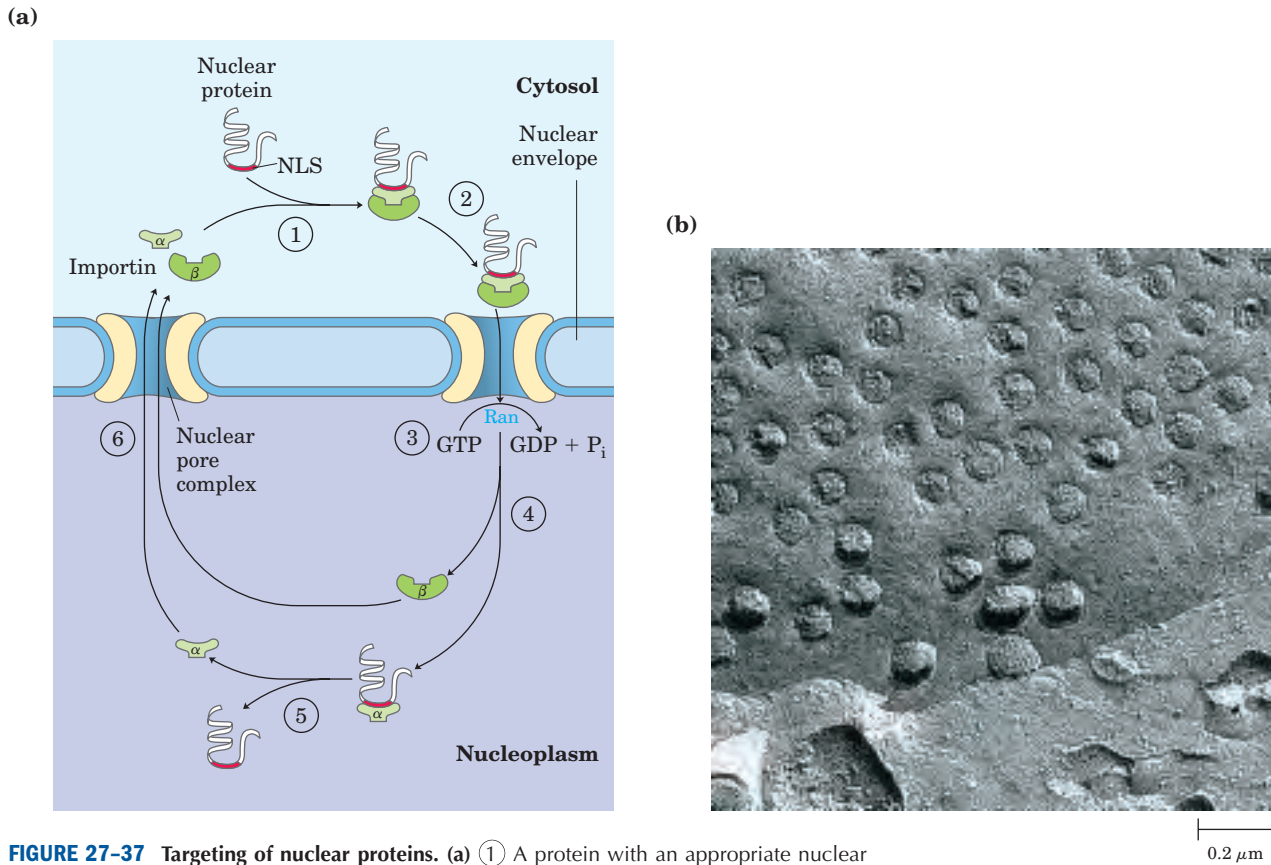 (a)
Nuclear
protein
Cytosol
Nuclear
envelope
NLS
②
①
α
Importin
β
⑥
Nuclear
pore
complex
③
Ran
GTP
GDP + Pᵢ
④
β
α
α
⑤
Nucleoplasm
(b)
0.2 μm
FIGURE 27–37 Targeting of nuclear proteins. (a) ① A protein with an appropriate nuclear